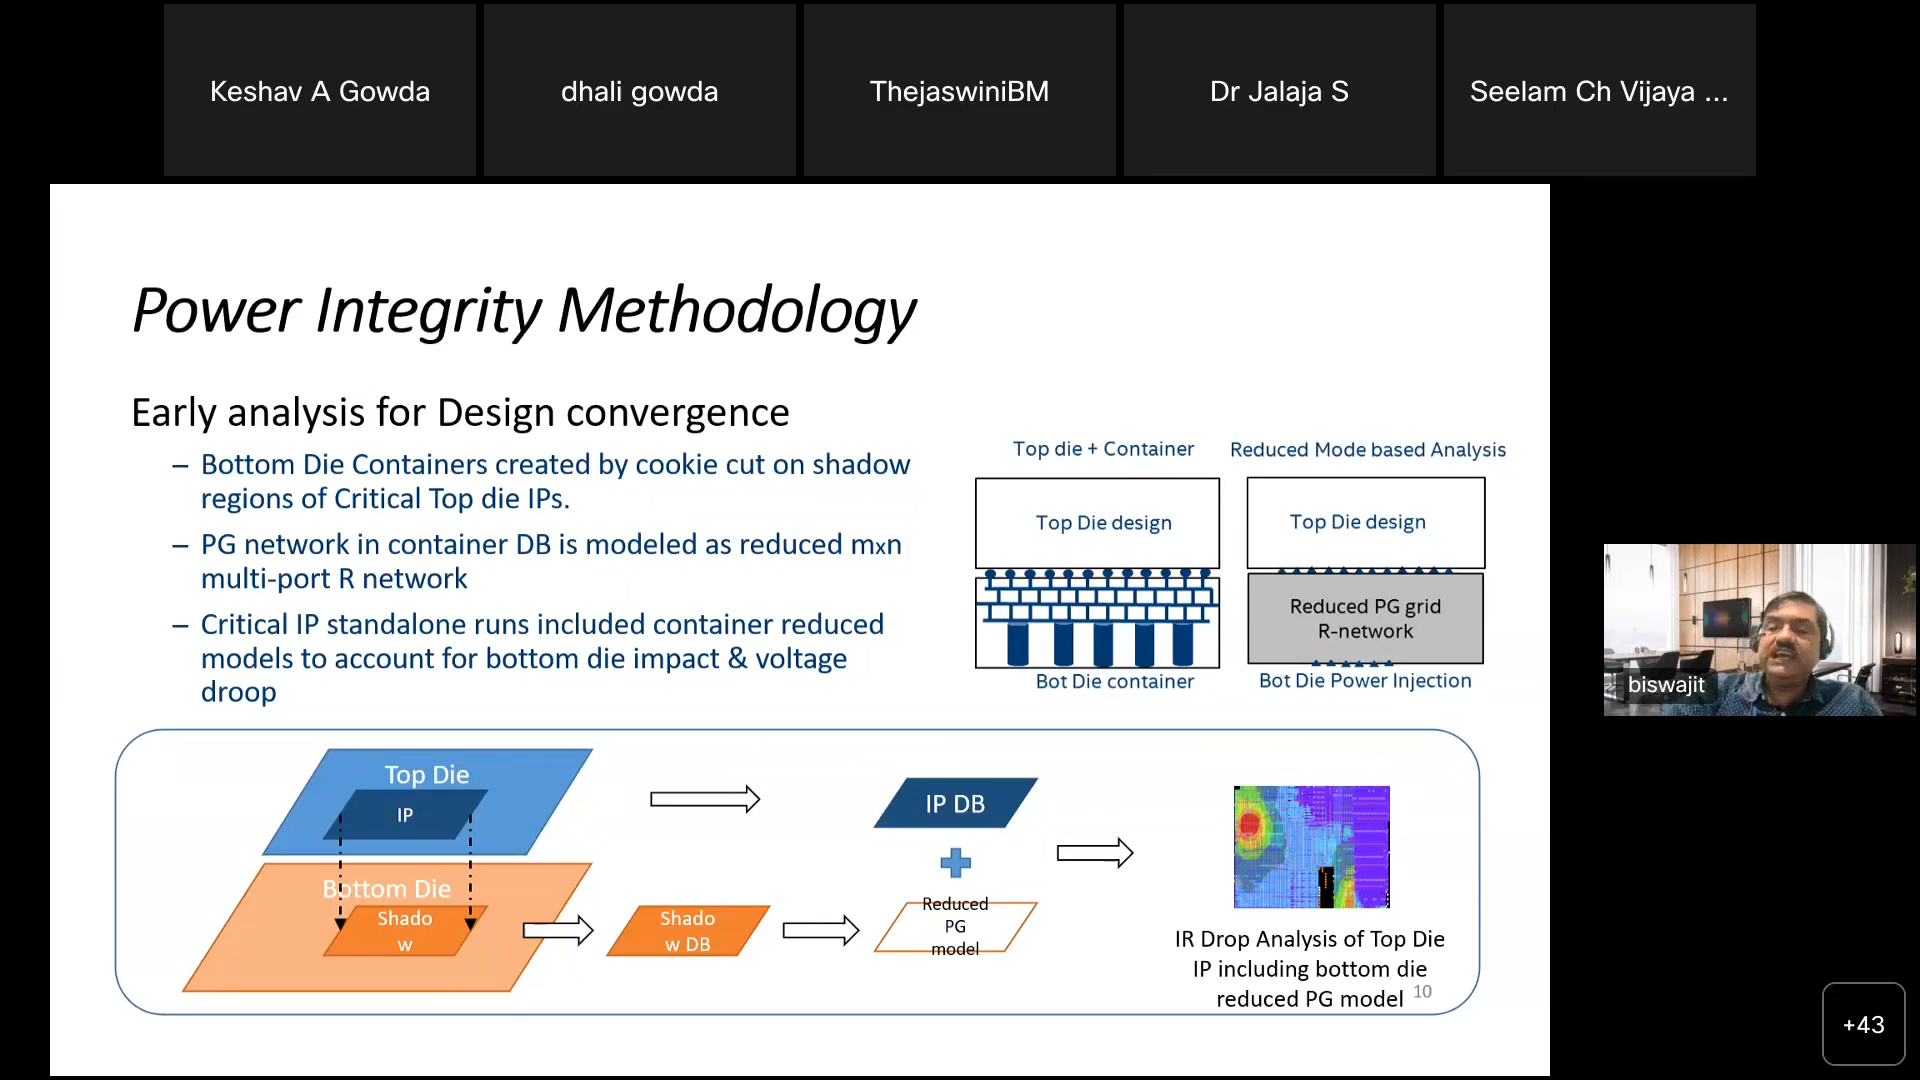 Keshav A Gowda
dhali gowda
ThejaswiniBM
Dr Jalaja S
Seelam Ch Vijaya ...
Power Integrity Methodology
Early analysis for Design convergence
– Bottom Die Containers created by cookie cut on shadow
regions of Critical Top die IPs.
– PG network in container DB is modeled as reduced mxn
multi-port R network
– Critical IP standalone runs included container reduced
models to account for bottom die impact & voltage
droop
Top die + Container
Top Die design
Bot Die container
Reduced Mode based Analysis
Top Die design
Reduced PG grid
R-network
Bot Die Power Injection
biswajit
Top Die
IP
Bottom Die
Shado
w
Shado
w DB
IP DB
Reduced
PG
model
IR Drop Analysis of Top Die
IP including bottom die
reduced PG model
10
+43